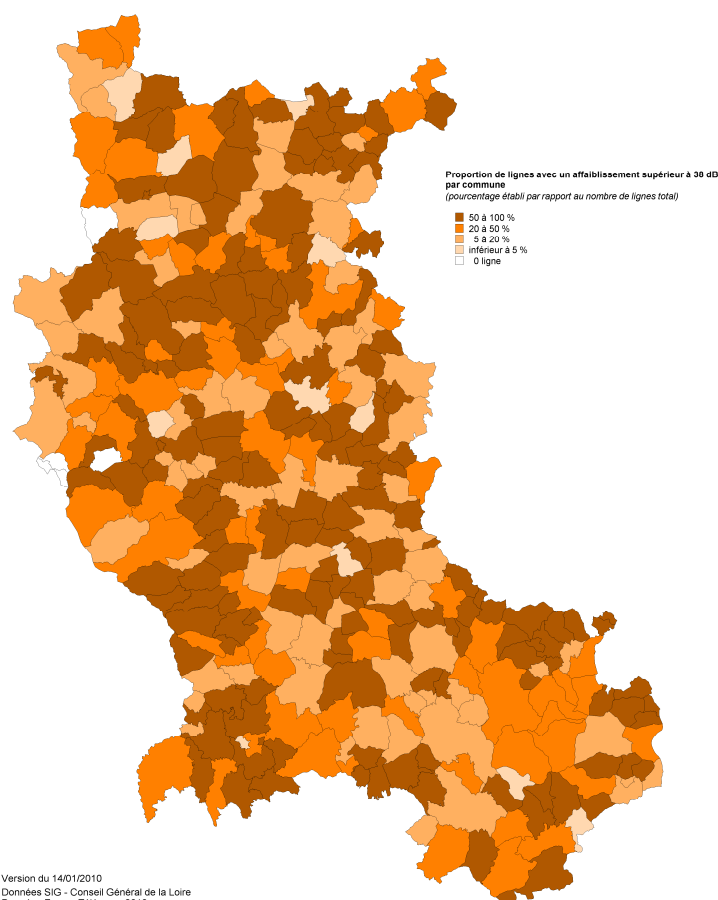 Proportion de lignes avec un affaiblissement supérieur à 38 dB
par commune
(pourcentage établi par rapport au nombre de lignes total)
50 à 100 %
20 à 50 %
5 à 20 %
inférieur à 5 %
0 ligne
Version du 14/01/2010
Données SIG - Conseil Général de la Loire